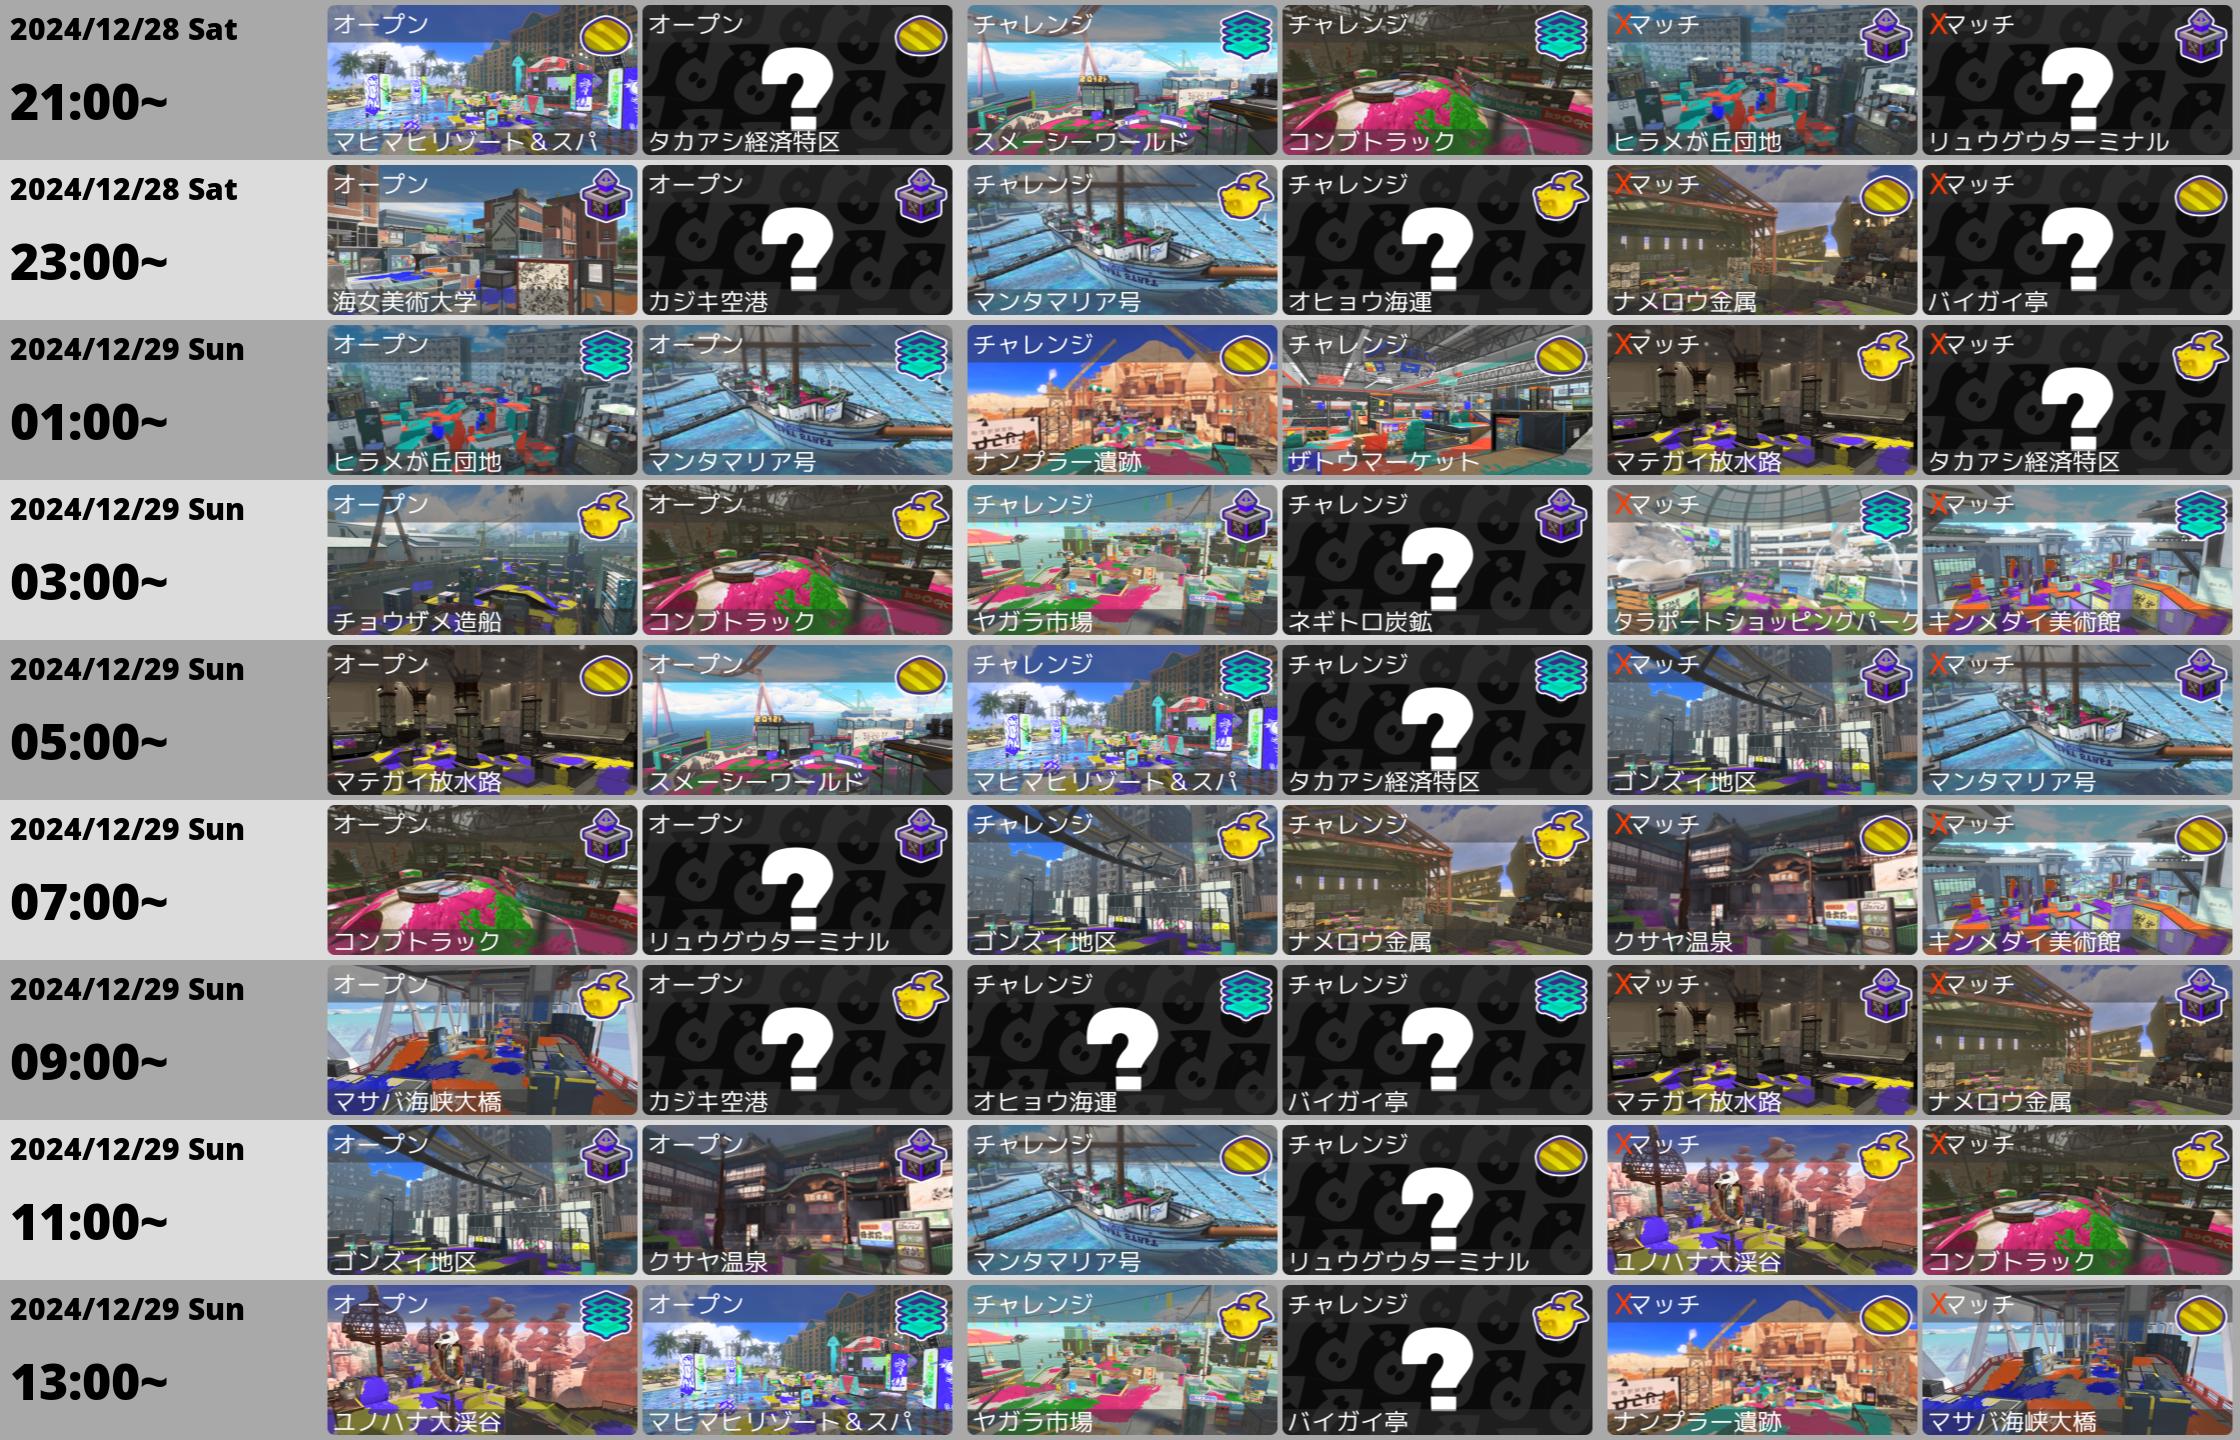 2024/12/28 Sat
21:00~
オープン
マヒマヒリゾート＆スパ
オープン
タカアシ経済特区
チャレンジ
スメーシーワールド
チャレンジ
コンブトラック
Xマッチ
ヒラメが丘団地
Xマッチ
リュウグウターミナル
2024/12/28 Sat
23:00~
オープン
海女美術大学
オープン
カジキ空港
チャレンジ
マンタマリア号
チャレンジ
オヒョウ海運
Xマッチ
ナメロウ金属
Xマッチ
バイガイ亭
2024/12/29 Sun
01:00~
オープン
ヒラメが丘団地
オープン
マンタマリア号
チャレンジ
ナンプラー遺跡
チャレンジ
ザトウマーケット
Xマッチ
マテガイ放水路
Xマッチ
タカアシ経済特区
2024/12/29 Sun
03:00~
オープン
チョウザメ造船
オープン
コンブトラック
チャレンジ
ヤガラ市場
チャレンジ
ネギトロ炭鉱
Xマッチ
タラポートショッピングパーク
Xマッチ
キンメダイ美術館
2024/12/29 Sun
05:00~
オープン
マテガイ放水路
オープン
スメーシーワールド
チャレンジ
マヒマヒリゾート＆スパ
チャレンジ
タカアシ経済特区
Xマッチ
ゴンズイ地区
Xマッチ
マンタマリア号
2024/12/29 Sun
07:00~
オープン
コンブトラック
オープン
リュウグウターミナル
チャレンジ
ゴンズイ地区
チャレンジ
ナメロウ金属
Xマッチ
クサヤ温泉
Xマッチ
キンメダイ美術館
2024/12/29 Sun
09:00~
オープン
マサバ海峡大橋
オープン
カジキ空港
チャレンジ
オヒョウ海運
チャレンジ
バイガイ亭
Xマッチ
マテガイ放水路
Xマッチ
ナメロウ金属
2024/12/29 Sun
11:00~
オープン
ゴンズイ地区
オープン
クサヤ温泉
チャレンジ
マンタマリア号
チャレンジ
リュウグウターミナル
Xマッチ
ユノハナ大渓谷
Xマッチ
コンブトラック
2024/12/29 Sun
13:00~
オープン
ユノハナ大渓谷
オープン
マヒマヒリゾート＆スパ
チャレンジ
ヤガラ市場
チャレンジ
バイガイ亭
Xマッチ
ナンプラー遺跡
Xマッチ
マサバ海峡大橋